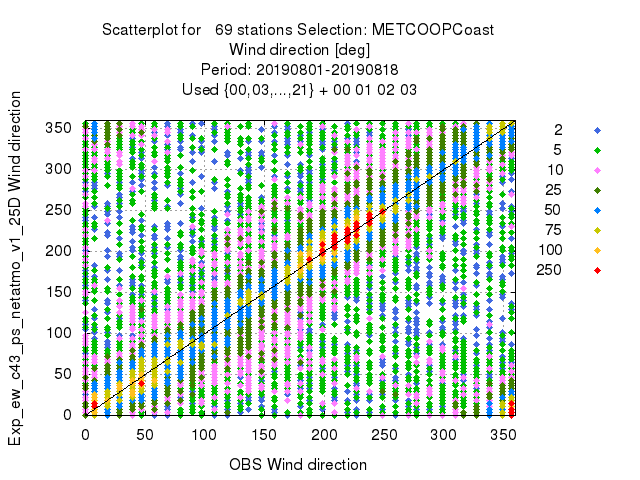 Scatterplot for   69 stations Selection: METCOOPCoast
Wind direction [deg]
Period: 20190801-20190818
Used {00,03,...,21} + 00 01 02 03
Exp_ew_c43_ps_netatmo_v1_25D Wind direction
350
300
250
200
150
100
50
0
0 50 100 150 200 250 300 350
OBS Wind direction
2
5
10
25
50
75
100
250